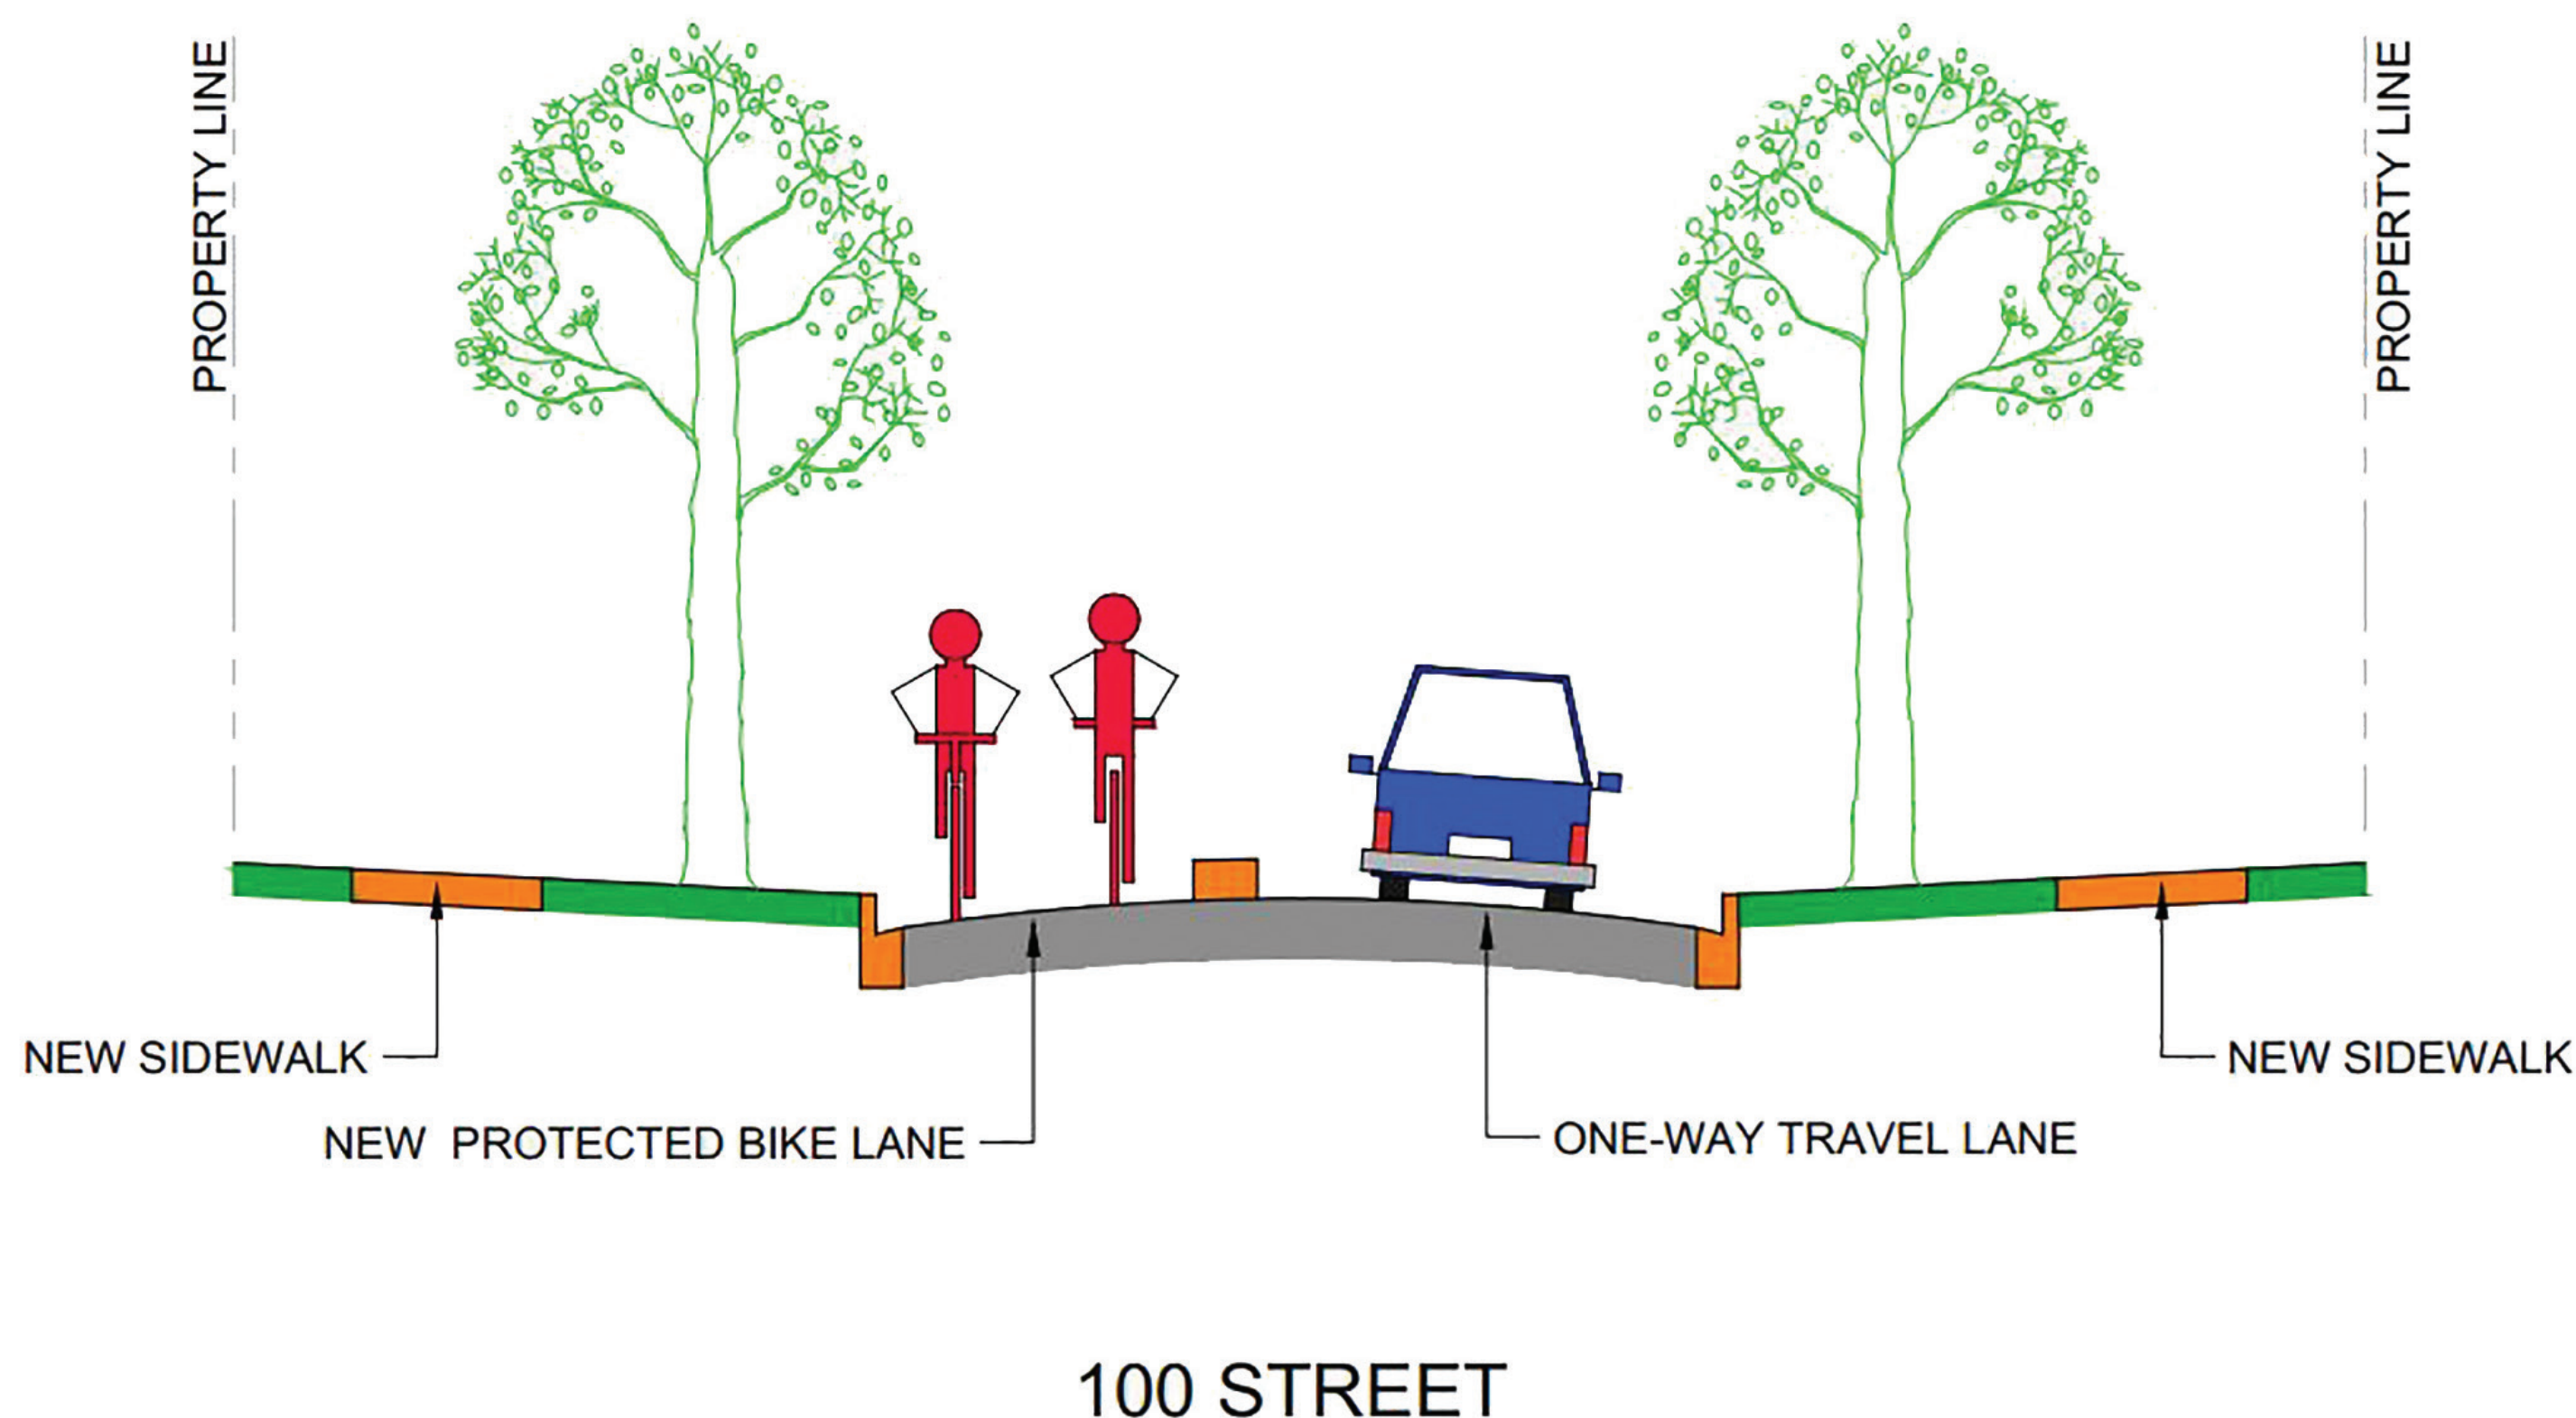 PROPERTY LINE
PROPERTY LINE
NEW SIDEWALK
NEW SIDEWALK
NEW PROTECTED BIKE LANE
ONE-WAY TRAVEL LANE
100 STREET